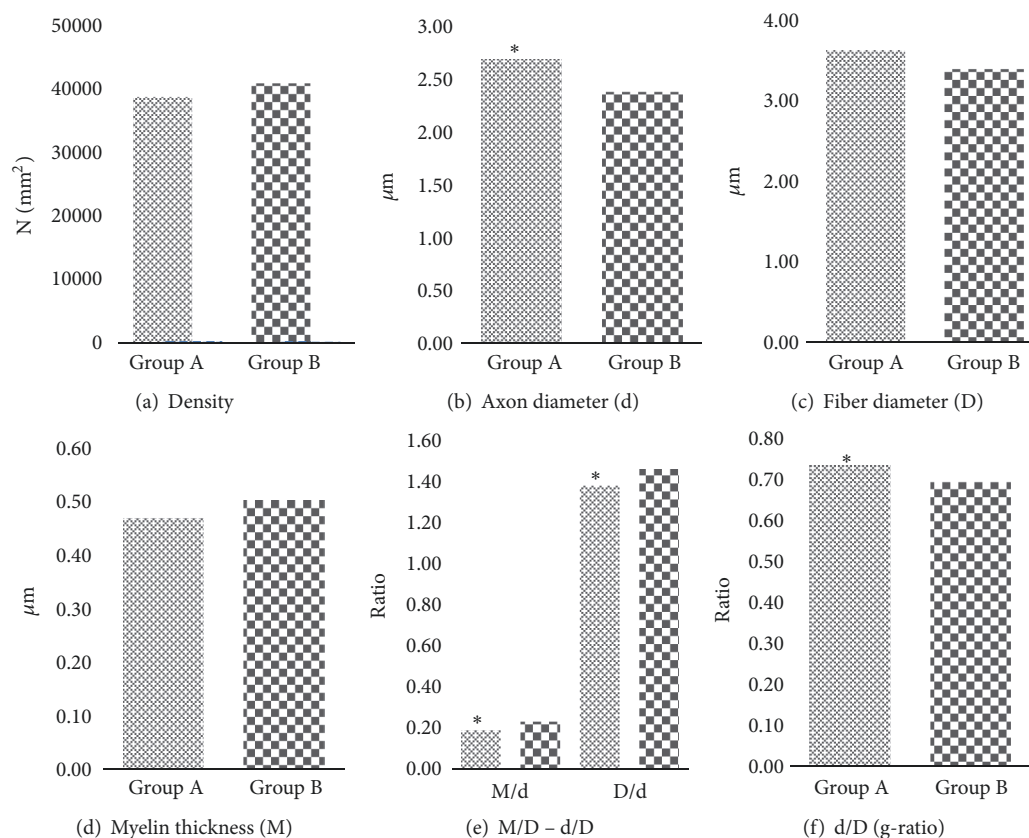 50000
40000
30000
20000
10000
0
N (mm²)
Group A
Group B
(a) Density
3.00
2.50
2.00
1.50
1.00
0.50
0.00
μm
*
Group A
Group B
(b) Axon diameter (d)
4.00
3.00
2.00
1.00
0.00
μm
Group A
Group B
(c) Fiber diameter (D)
0.60
0.50
0.40
0.30
0.20
0.10
0.00
μm
Group A
Group B
(d) Myelin thickness (M)
1.60
1.40
1.20
1.00
0.80
0.60
0.40
0.20
0.00
Ratio
*
*
M/d
D/d
(e) M/D – d/D
0.80
0.70
0.60
0.50
0.40
0.30
0.20
0.10
0.00
Ratio
*
Group A
Group B
(f) d/D (g-ratio)